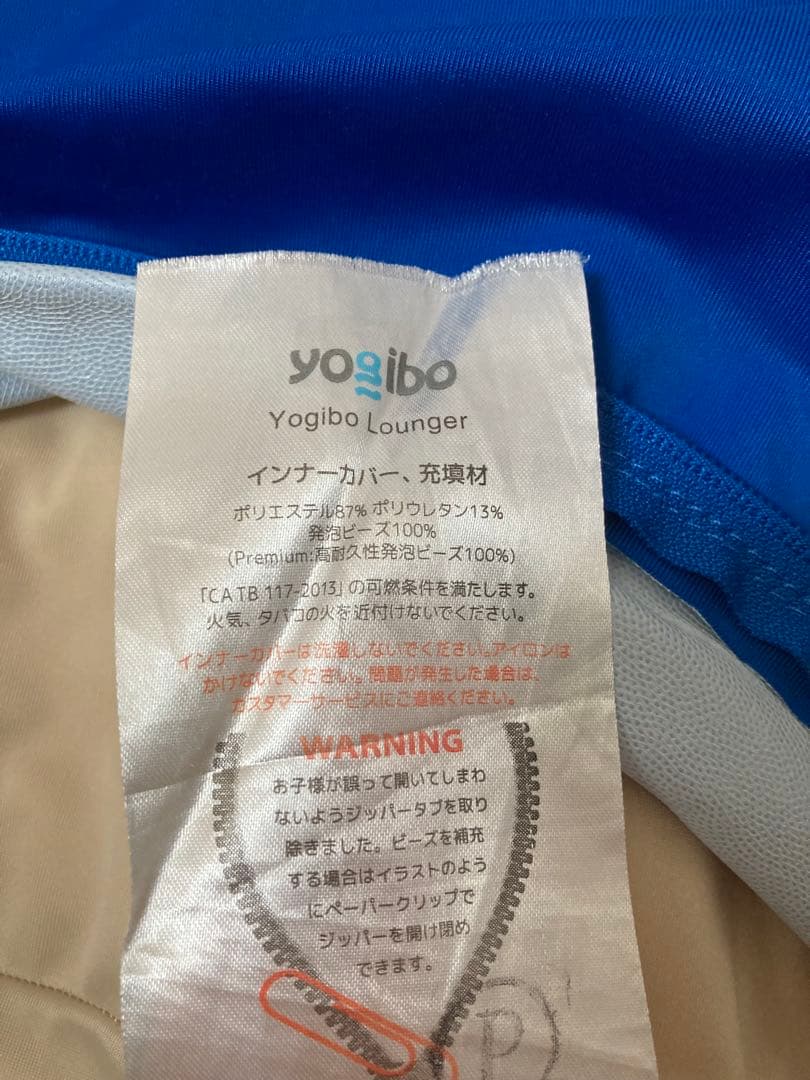 yogibo
Yogibo Lounger
インナーカバー、充填材
ポリエステル87% ポリウレタン13%
発泡ビーズ100%
(Premium:高耐久性発泡ビーズ100%)
「CA TB 117-2013」の可燃条件を満たします。
火気、タバコの火を近付けないでください。
インナーカバーは洗濯しないでください。アイロンは
かけないでください。問題が発生した場合は、
カスタマーサービスにご連絡ください。
WARNING
お子様が誤って開いてしまわ
ないようジッパータブを取り
除きました。ビーズを補充
する場合はイラストのよう
にペーパークリップで
ジッパーを開け閉め
できます。
P